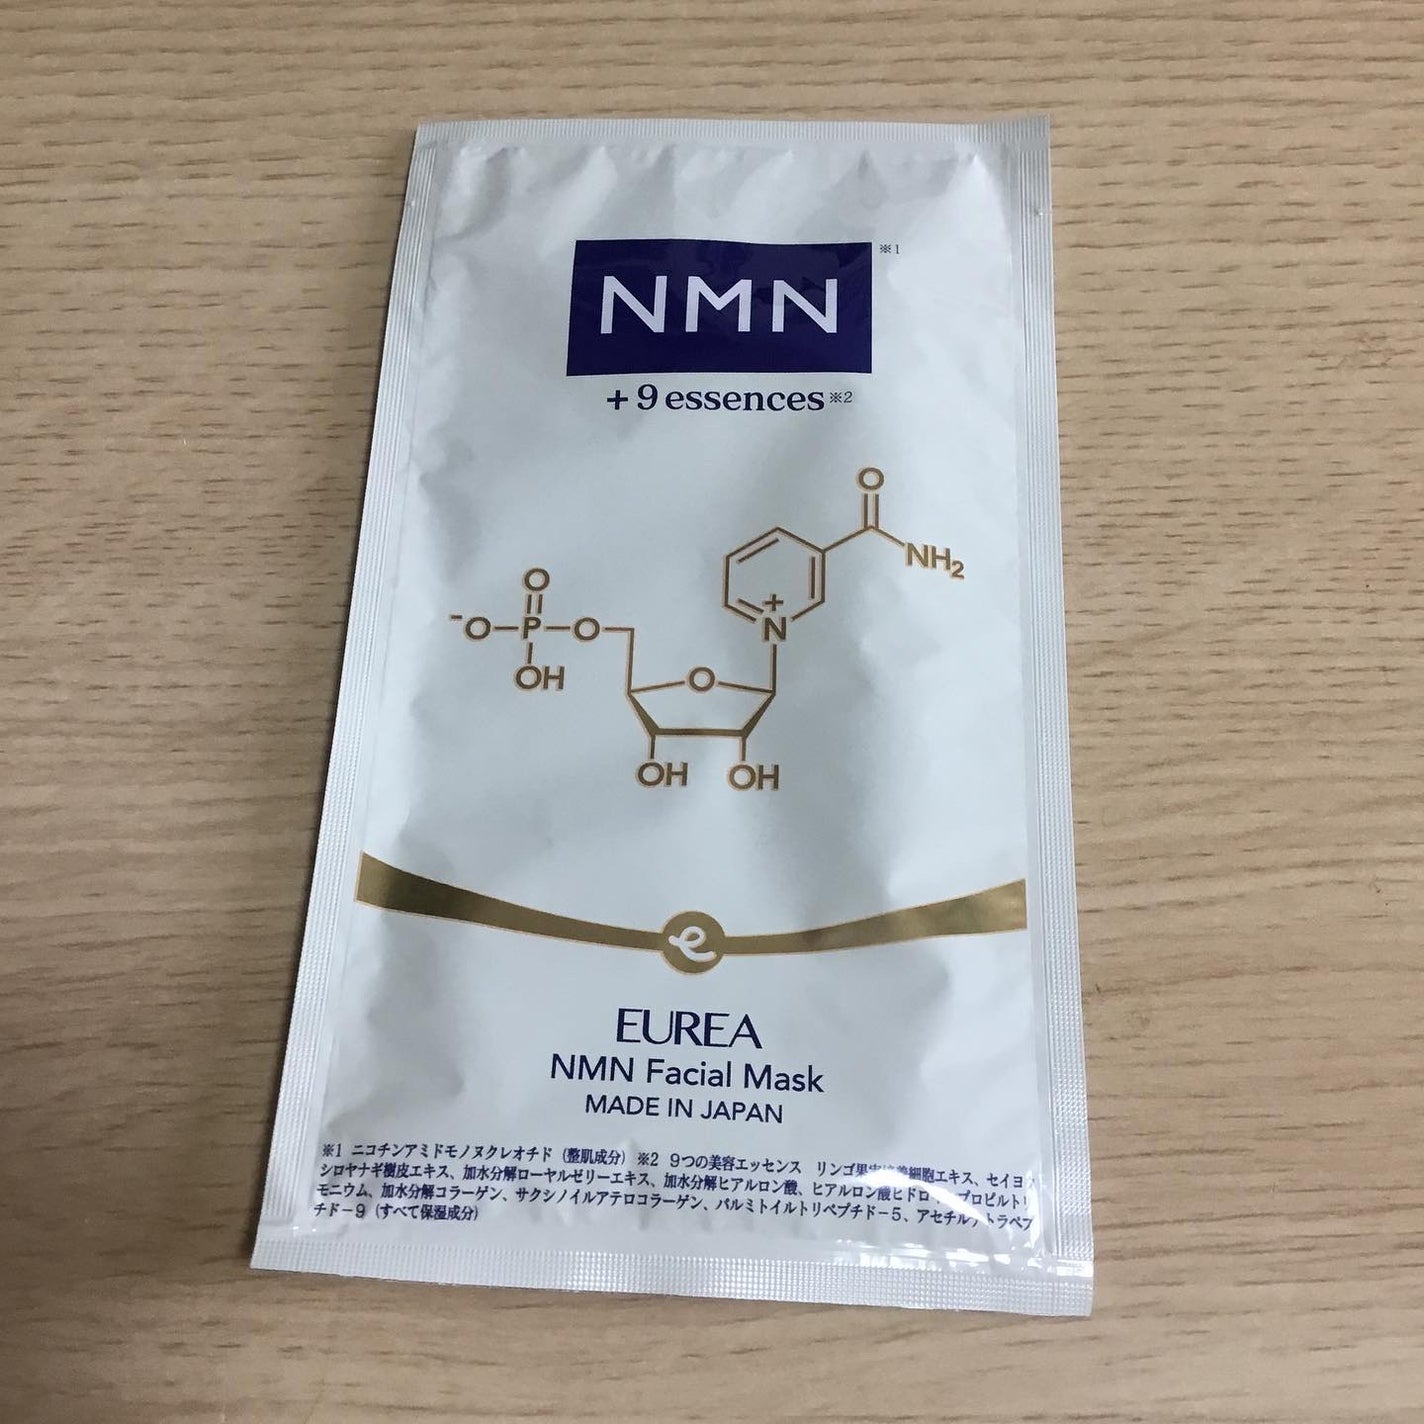 NMN ※1
+9 essences ※2
O
NH2
O
-O P O
+
N
OH
O
OH OH
e
EUREA
NMN Facial Mask
MADE IN JAPAN
※1 ニコチンアミドモノヌクレオチド（整肌成分）※2 9つの美容エッセンス リンゴ果実培養細胞エキス、セイヨ
シロヤナギ樹皮エキス、加水分解ローヤルゼリーエキス、加水分解ヒアルロン酸、ヒアルロン酸ヒドロ プロピルトリ
モニウム、加水分解コラーゲン、サクシノイルアテロコラーゲン、パルミトイルトリペプチド－5、アセチルテトラペプ
チド－9（すべて保湿成分）